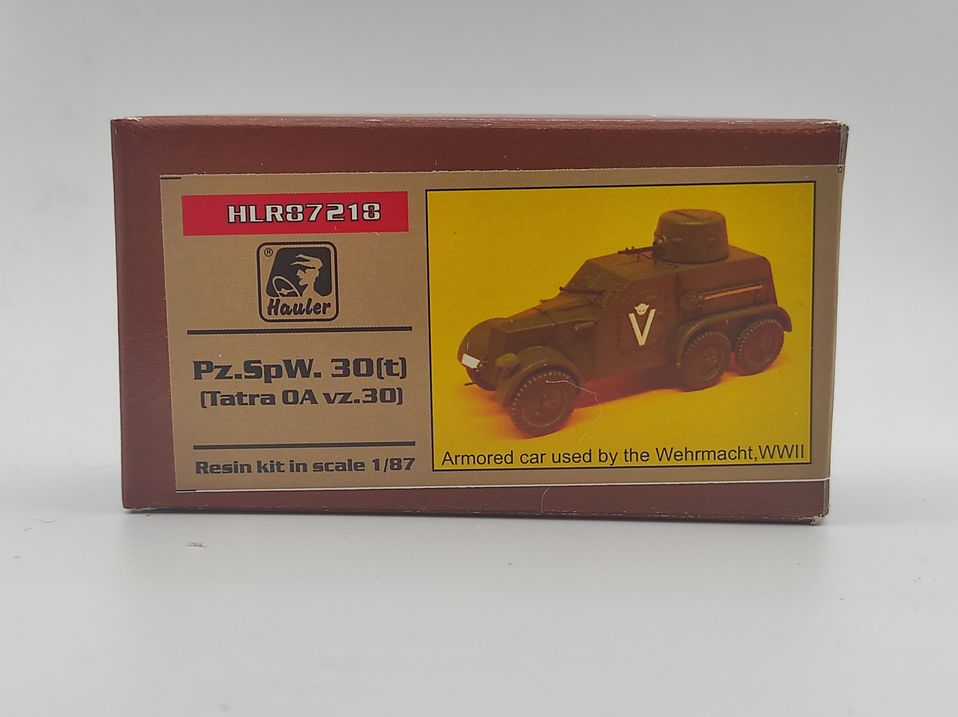 HLR87218
®
Hauler
Pz.SpW. 30(t)
(Tatra OA vz.30)
Resin kit in scale 1/87
V
Armored car used by the Wehrmacht,WWII